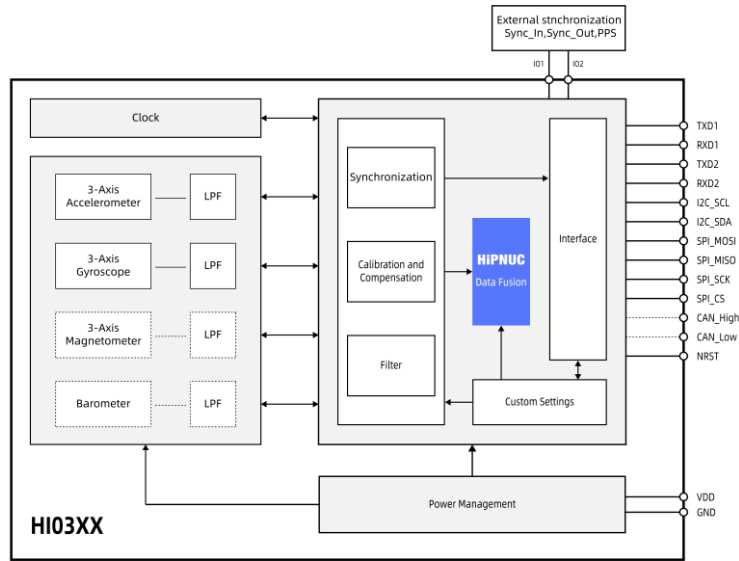 External stnchronization
Sync_In,Sync_Out,PPS
IO1
IO2
Clock
TXD1
RXD1
TXD2
RXD2
I2C_SCL
I2C_SDA
SPI_MOSI
SPI_MISO
SPI_SCK
SPI_CS
CAN_High
CAN_Low
NRST
3-Axis
Accelerometer
LPF
3-Axis
Gyroscope
LPF
3-Axis
Magnetometer
LPF
Barometer
LPF
Synchronization
Calibration and
Compensation
Filter
HiPNUC
Data Fusion
Interface
Custom Settings
Power Management
VDD
GND
HI03XX